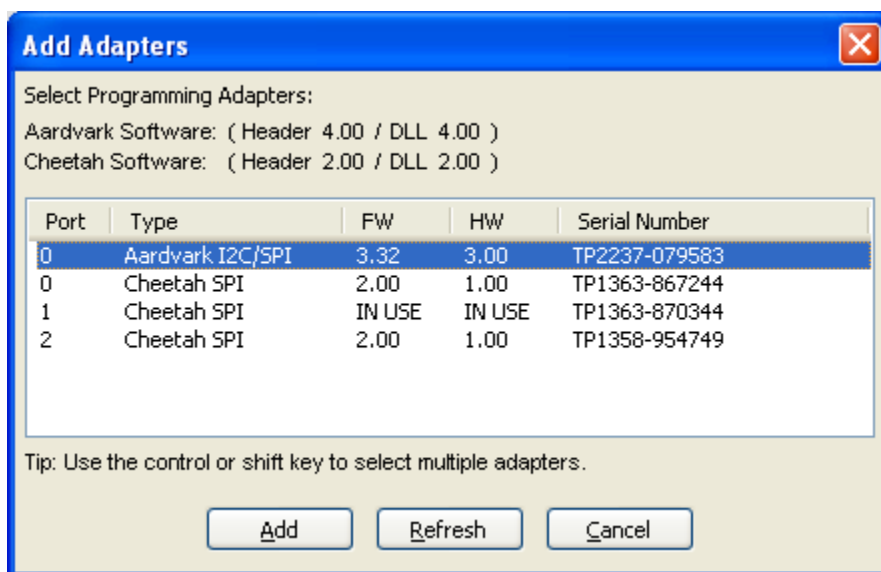 Add Adapters
Select Programming Adapters:
Aardvark Software: ( Header 4.00 / DLL 4.00 )
Cheetah Software: ( Header 2.00 / DLL 2.00 )
Port Type FW HW Serial Number
0 Aardvark I2C/SPI 3.32 3.00 TP2237-079583
0 Cheetah SPI 2.00 1.00 TP1363-867244
1 Cheetah SPI IN USE IN USE TP1363-870344
2 Cheetah SPI 2.00 1.00 TP1358-954749
Tip: Use the control or shift key to select multiple adapters.
Add Refresh Cancel